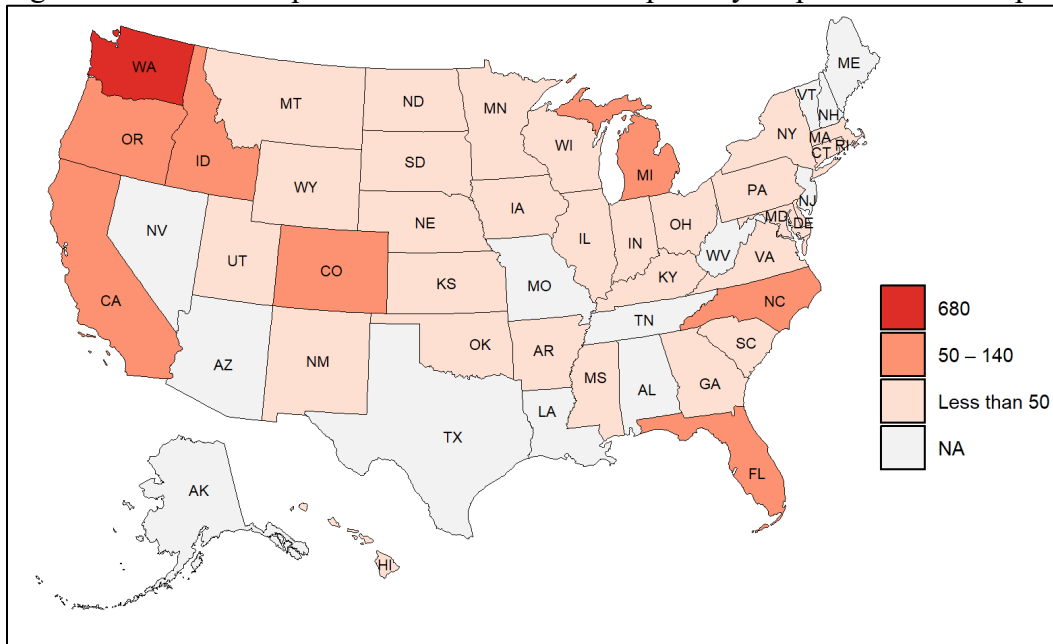 WA
ME
MT
ND
MN
VT
NH
OR
NY
MA
RI
CT
WI
ID
SD
MI
WY
PA
IA
NJ
NE
OH
MD
DE
NV
IL
IN
UT
WV
CO
VA
KS
KY
MO
CA
NC
TN
OK
AR
SC
NM
AZ
MS
AL
GA
LA
TX
FL
AK
HI
680
50 – 140
Less than 50
NA